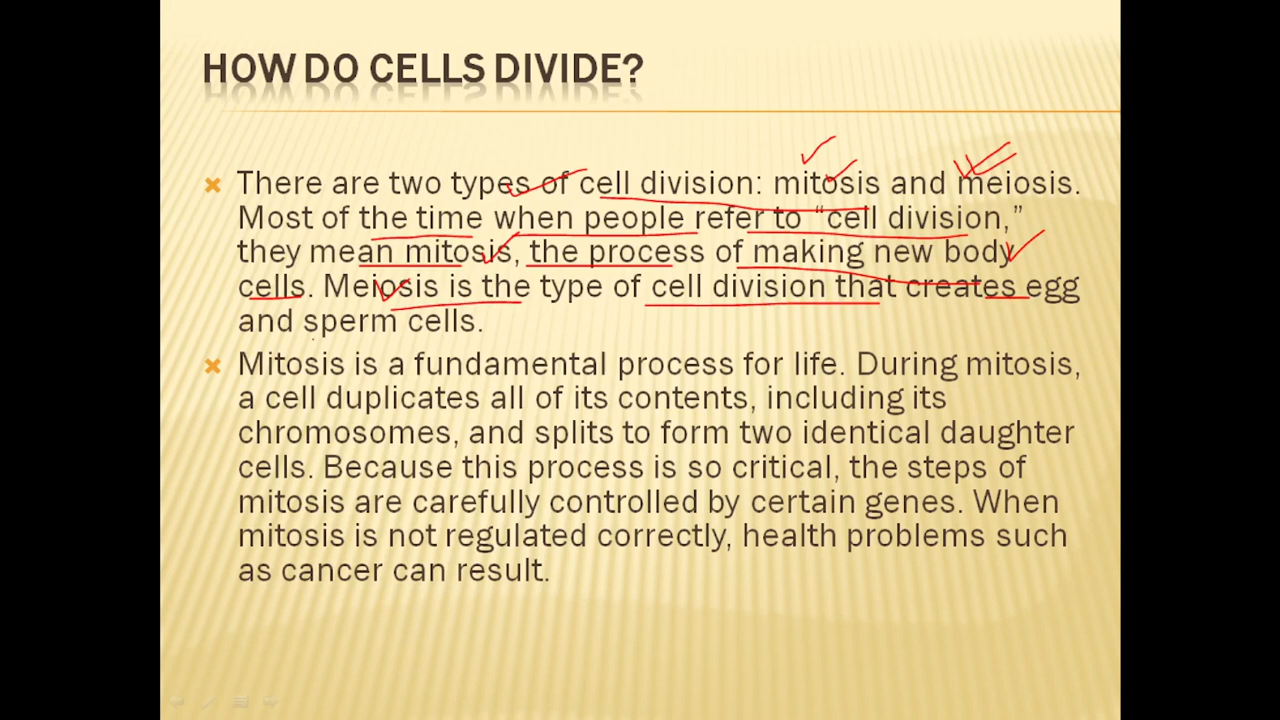 HOW DO CELLS DIVIDE?
There are two types of cell division: mitosis and meiosis.
Most of the time when people refer to “cell division,”
they mean mitosis, the process of making new body
cells. Meiosis is the type of cell division that creates egg
and sperm cells.
Mitosis is a fundamental process for life. During mitosis,
a cell duplicates all of its contents, including its
chromosomes, and splits to form two identical daughter
cells. Because this process is so critical, the steps of
mitosis are carefully controlled by certain genes. When
mitosis is not regulated correctly, health problems such
as cancer can result.